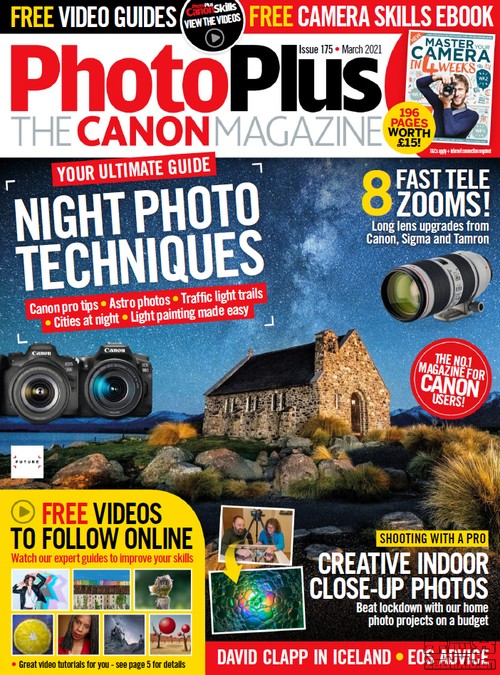 FREE VIDEO GUIDES
PhotoPlus
CanonSkills
VIEW THE VIDEOS
FREE CAMERA SKILLS EBOOK
Issue 175 • March 2021
PhotoPlus
THE CANON MAGAZINE
MASTER
YOUR
CAMERA
IN 4
WEEKS
196
PAGES
WORTH
£15!
YOUR ULTIMATE GUIDE
NIGHT PHOTO
TECHNIQUES
Canon pro tips • Astro photos • Traffic light trails
• Cities at night • Light painting made easy
8 FAST TELE
ZOOMS!
Long lens upgrades from
Canon, Sigma and Tamron
Canon
Canon
THE NO.1
MAGAZINE FOR
CANON
USERS!
FUTURE
FREE VIDEOS
TO FOLLOW ONLINE
Watch our expert guides to improve your skills
• Great video tutorials for you - see page 5 for details
SHOOTING WITH A PRO
CREATIVE INDOOR
CLOSE-UP PHOTOS
Beat lockdown with our home
photo projects on a budget
DAVID CLAPP IN ICELAND • EOS ADVICE